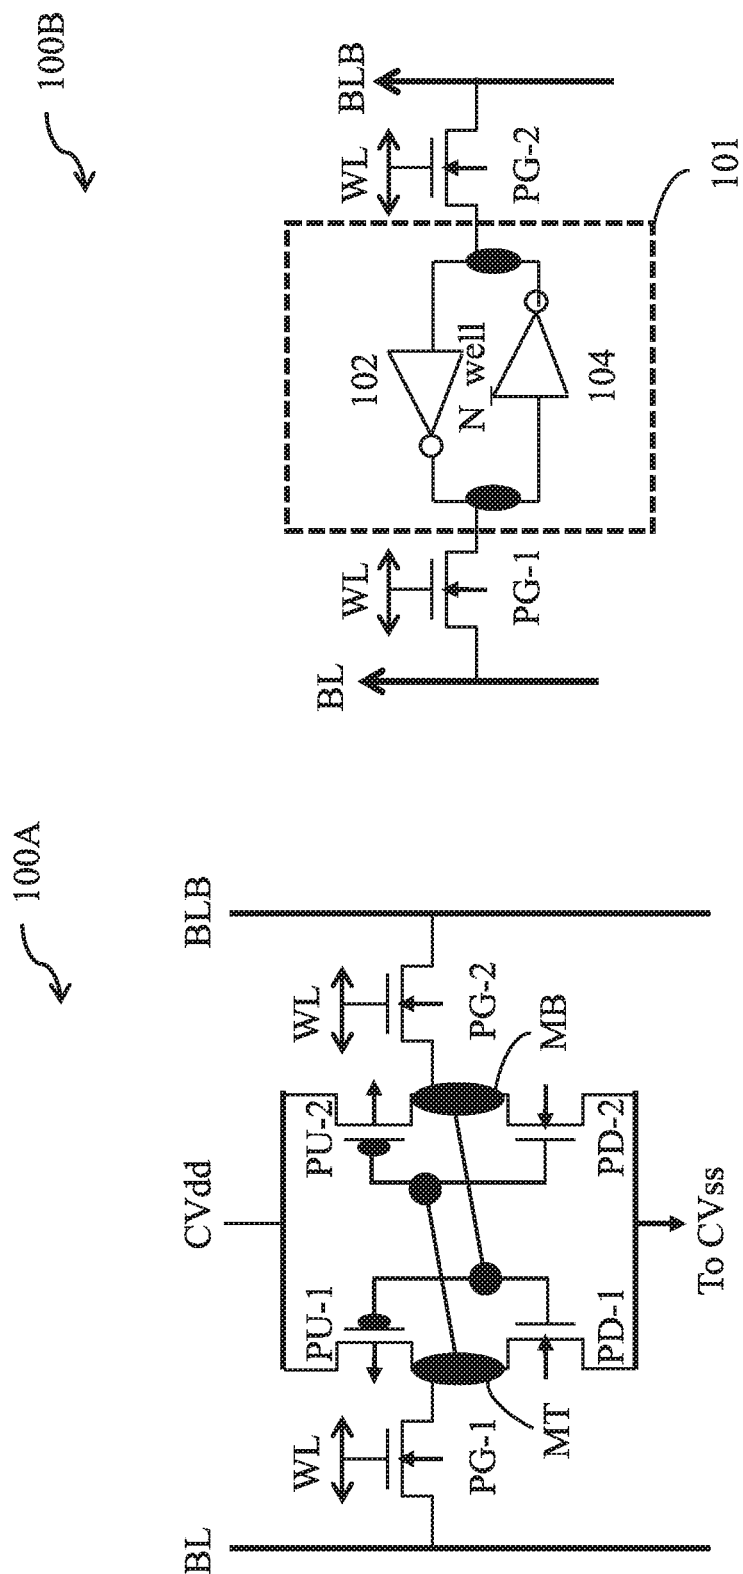 100A
CVdd
BL
WL
PG-1
PU-1
PU-2
WL
PG-2
BLB
MT
MB
PD-1
PD-2
To CVss
100B
BL
WL
PG-1
102
N_well
104
WL
PG-2
BLB
101